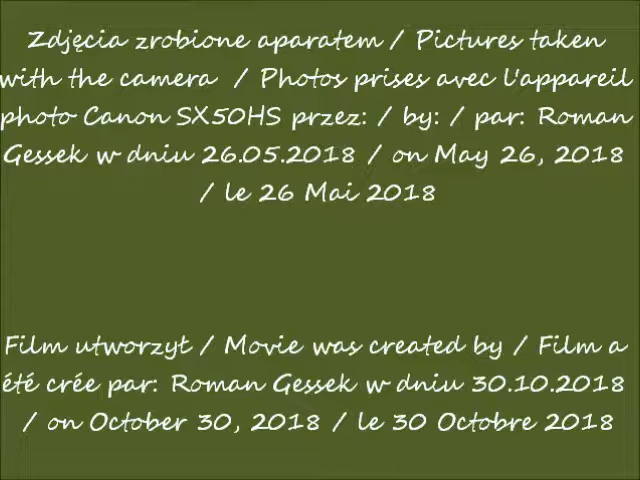 Zdjęcia zrobione aparatem / Pictures taken
with the camera / Photos prises avec l'appareil
photo Canon SX50HS przez: / by: / par: Roman
Gessek w dniu 26.05.2018 / on May 26, 2018
/ le 26 Mai 2018
Film utworzył / Movie was created by / Film a
été crée par: Roman Gessek w dniu 30.10.2018
/ on October 30, 2018 / le 30 Octobre 2018